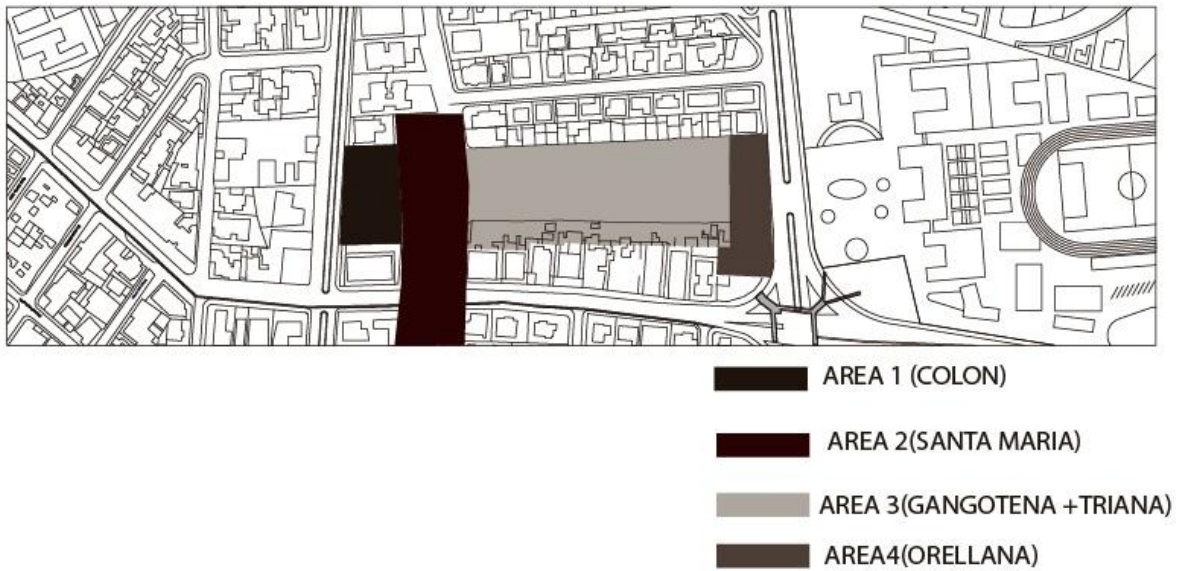 AREA 1 (COLON)
AREA 2(SANTA MARIA)
AREA 3(GANGOTENA +TRIANA)
AREA4(ORELLANA)